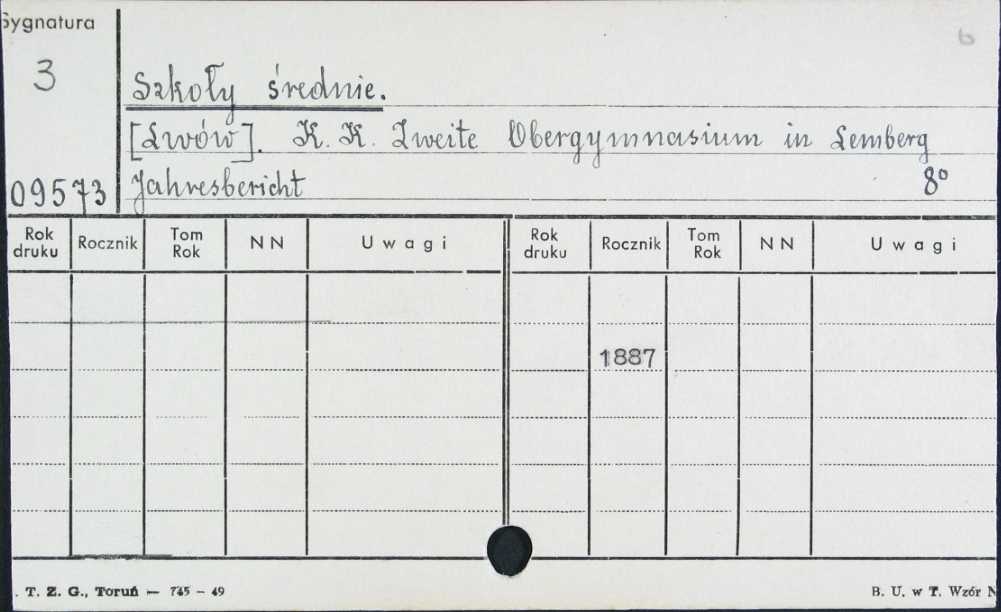 Sygnatura
6
3
Szkoły średnie.
[Lwów]. K. K. Zweite Obergymnasium in Lemberg
09573 Jahresbericht 8°
Rok druku Rocznik Tom Rok NN Uwagi Rok druku Rocznik Tom Rok NN Uwagi
1887
. T. Z. G., Toruń — 745 – 49 B. U. w T. Wzór N